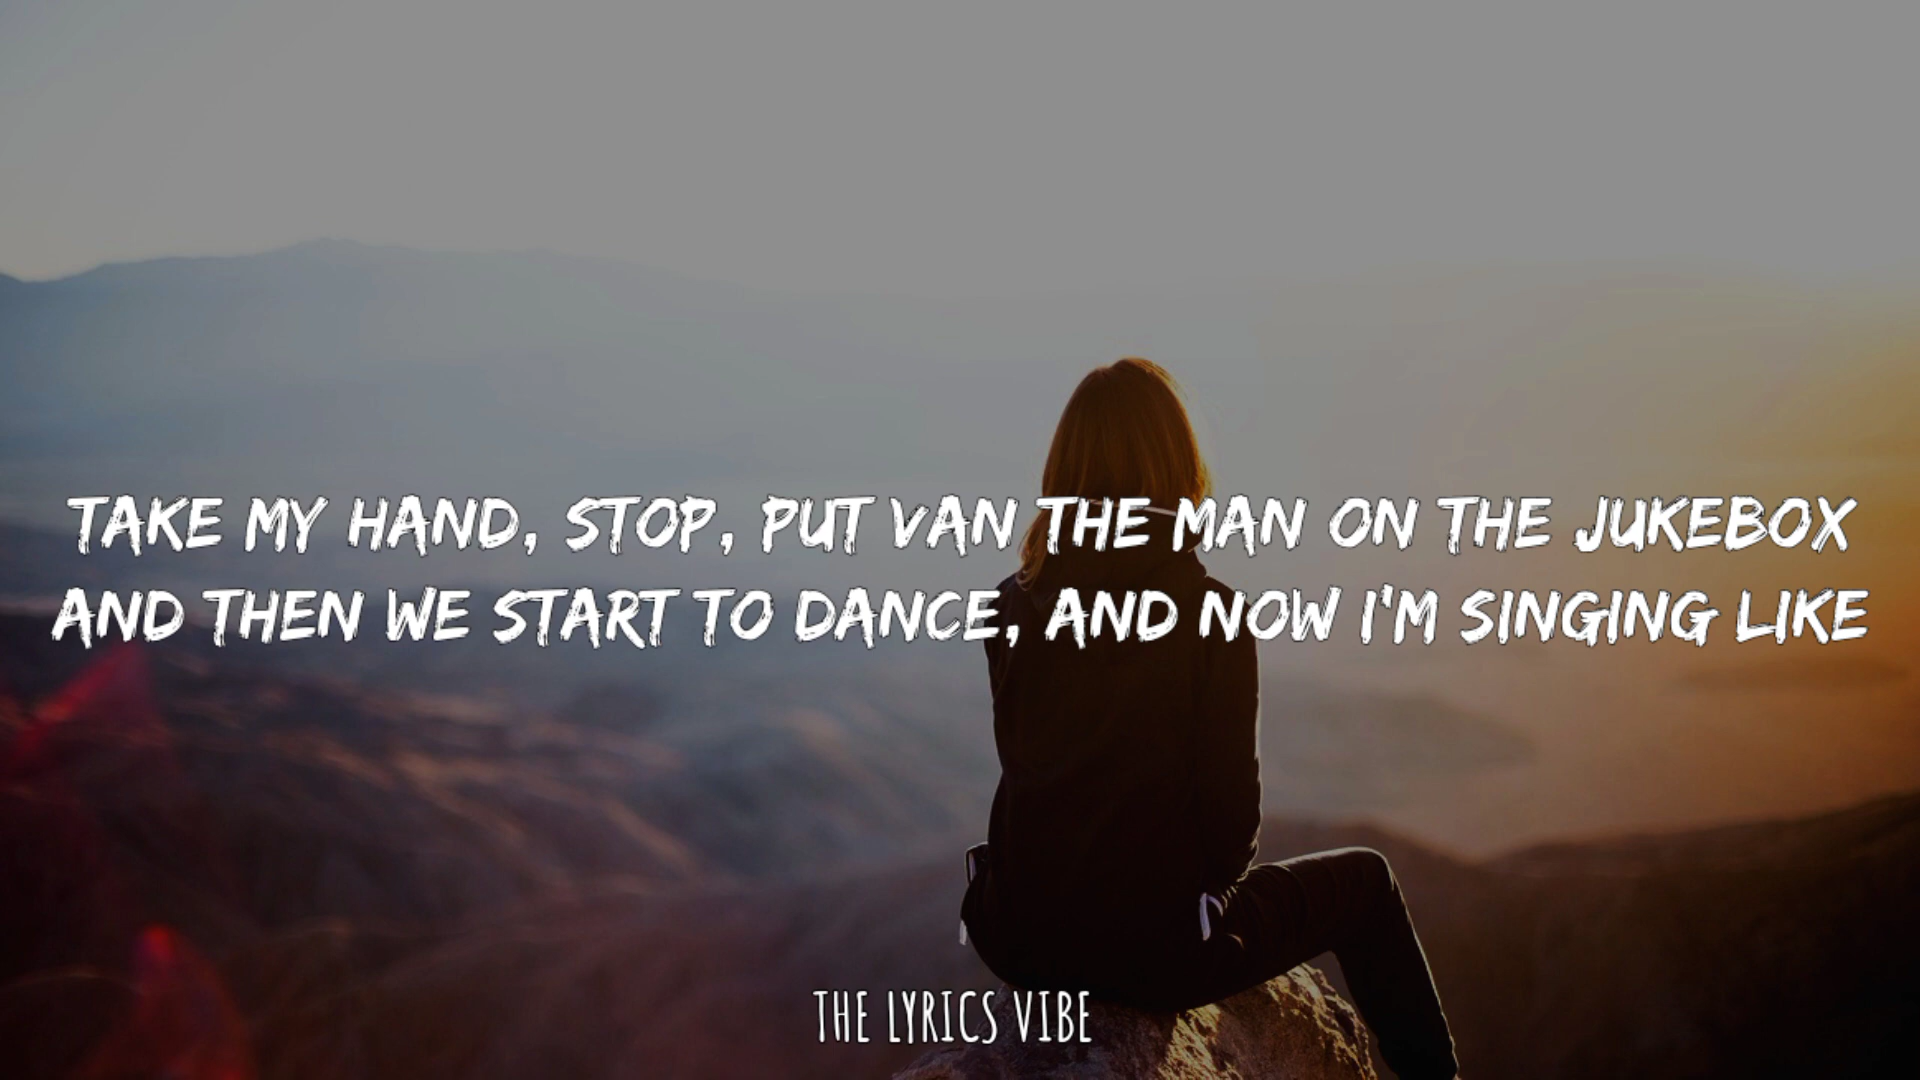 TAKE MY HAND, STOP, PUT VAN THE MAN ON THE JUKEBOX
AND THEN WE START TO DANCE, AND NOW I'M SINGING LIKE
THE LYRICS VIBE